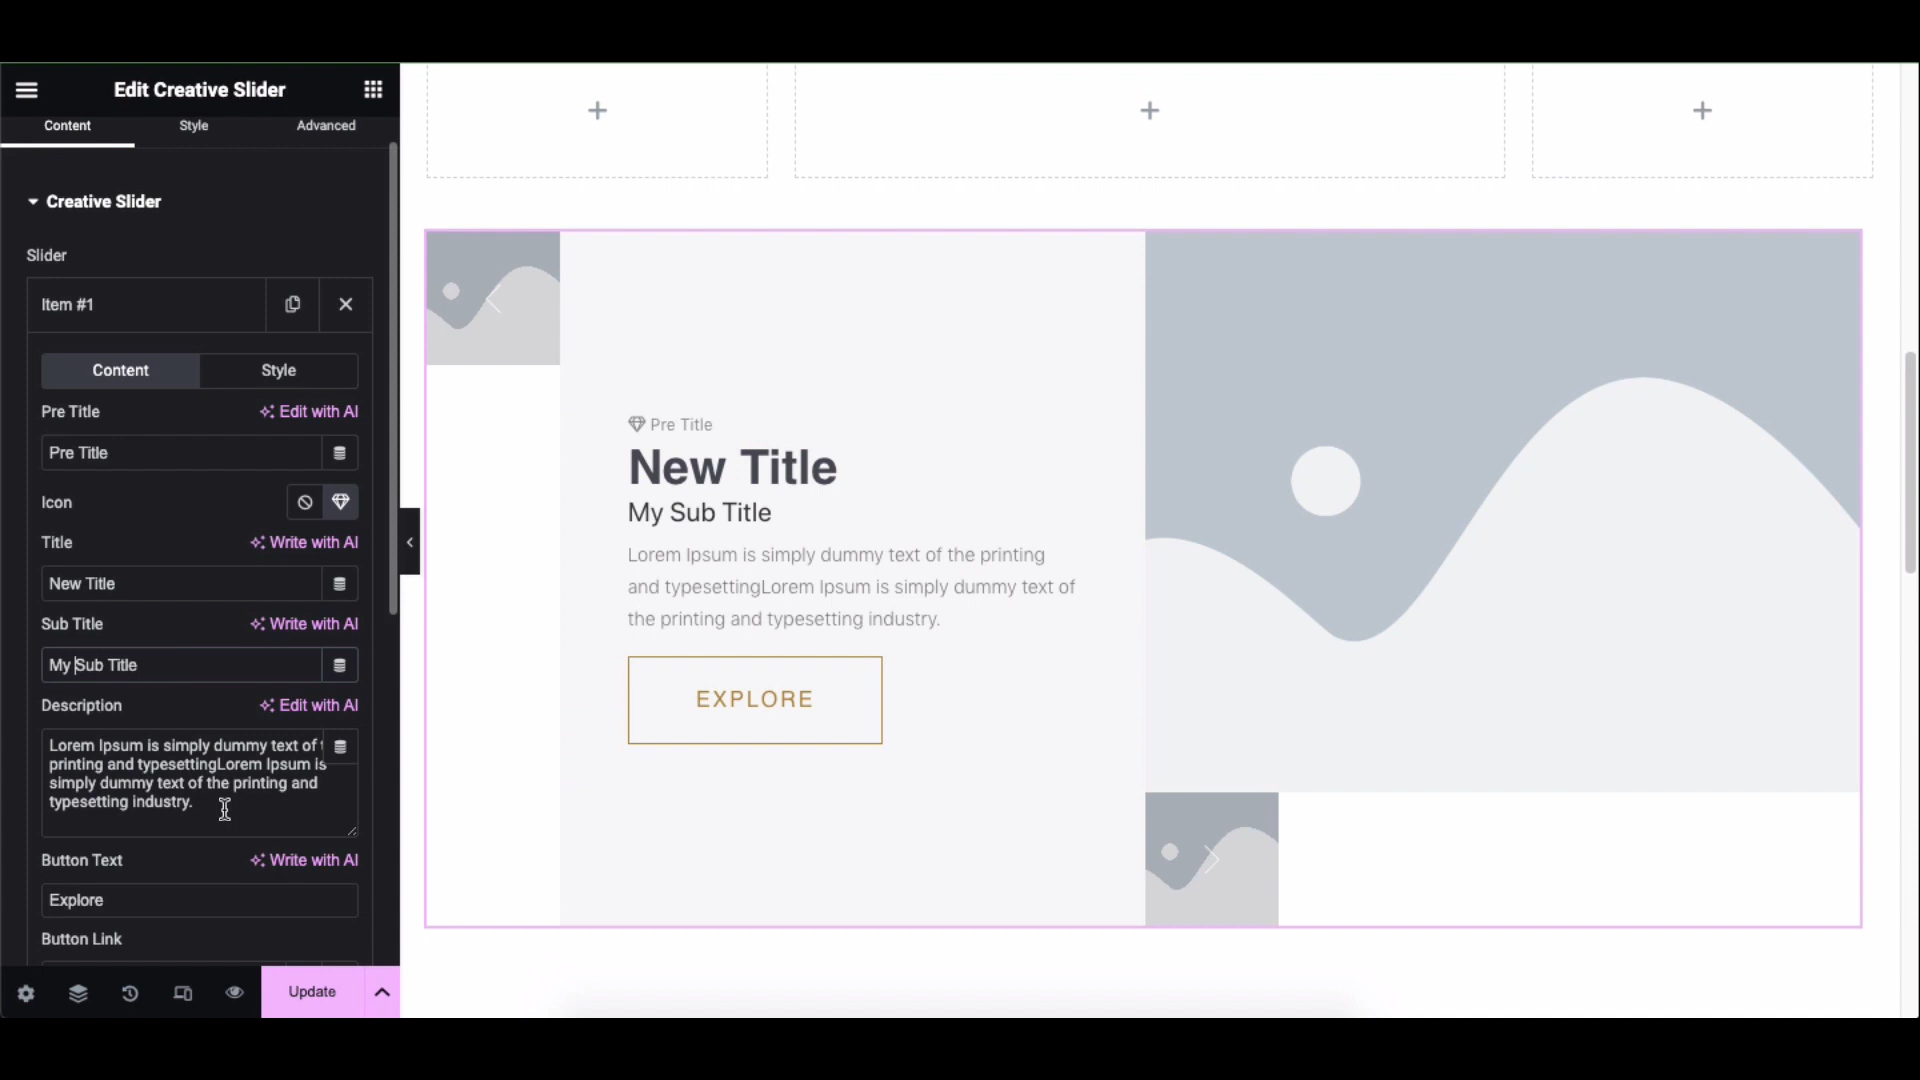 Edit Creative Slider
Content
Style
Advanced
Creative Slider
Slider
Item #1
Content
Style
Pre Title
Edit with AI
Pre Title
Icon
Title
Write with AI
New Title
Sub Title
Write with AI
My Sub Title
Description
Edit with AI
Lorem Ipsum is simply dummy text of
printing and typesettingLorem Ipsum is
simply dummy text of the printing and
typesetting industry.
Button Text
Write with AI
Explore
Button Link
Update
Pre Title
New Title
My Sub Title
Lorem Ipsum is simply dummy text of the printing
and typesettingLorem Ipsum is simply dummy text of
the printing and typesetting industry.
EXPLORE